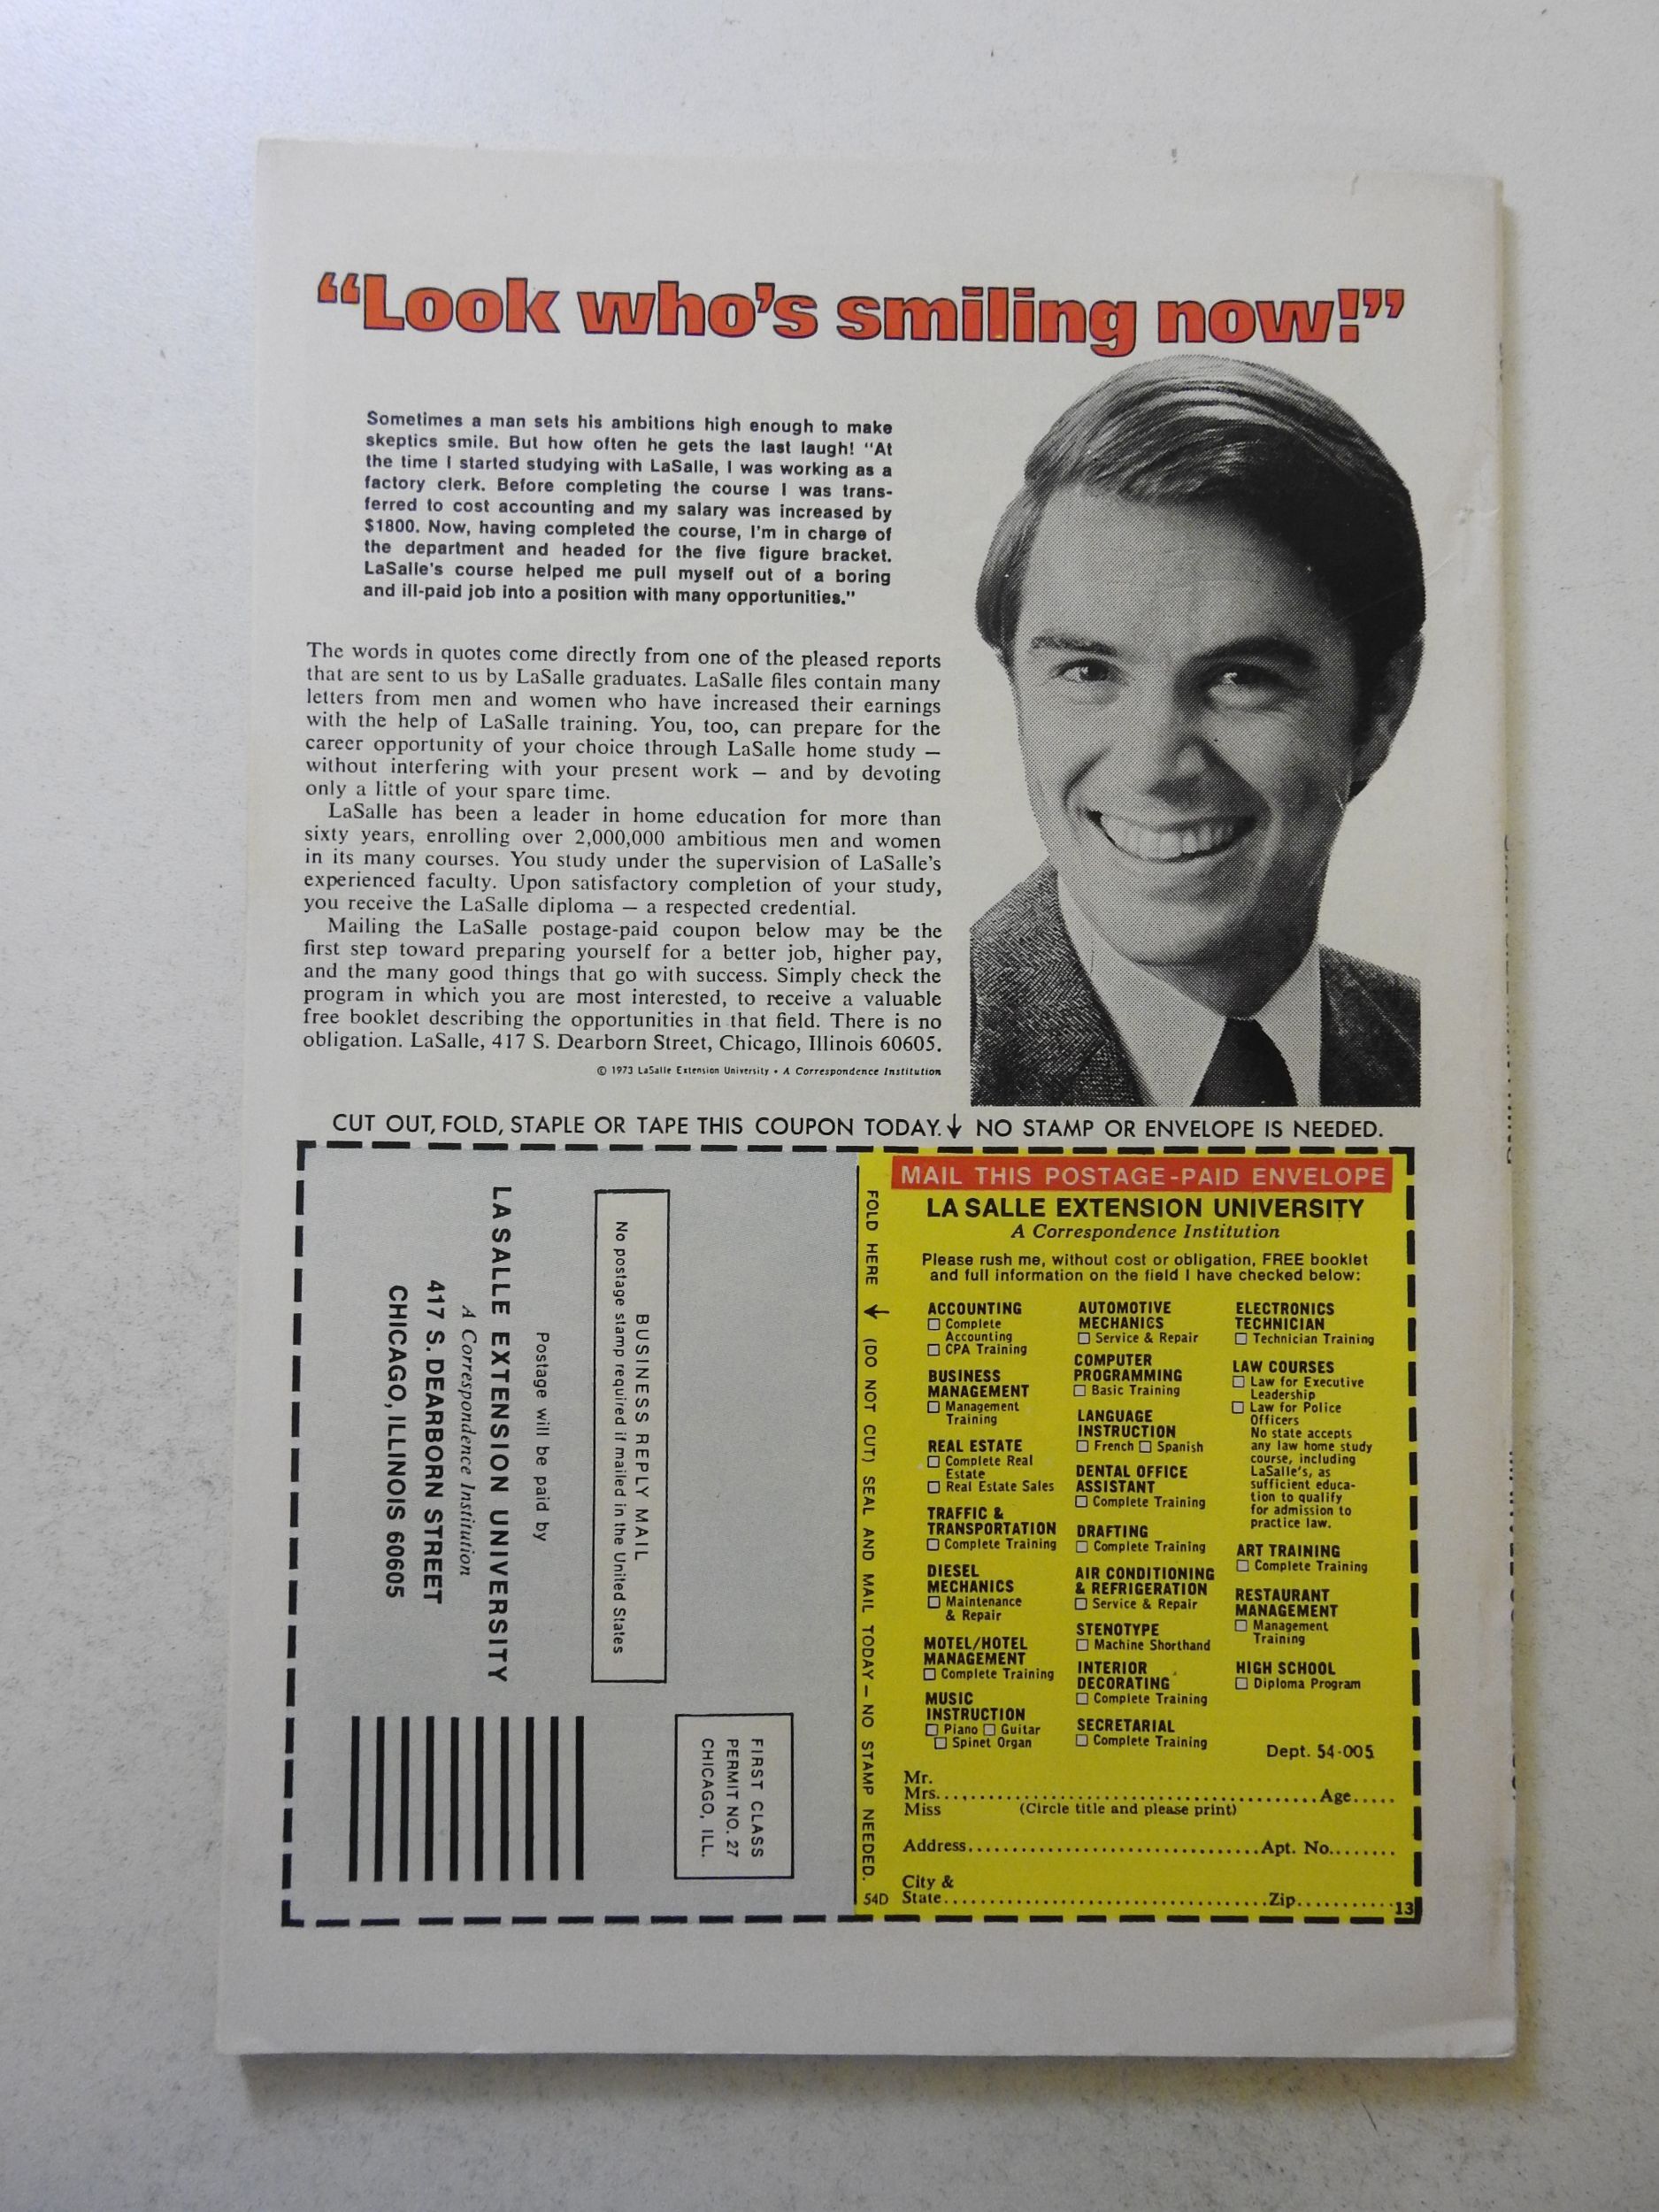 “Look who’s smiling now!”
Sometimes a man sets his ambitions high enough to make
skeptics smile. But how often he gets the last laugh! “At
the time I started studying with LaSalle, I was working as a
factory clerk. Before completing the course I was trans-
ferred to cost accounting and my salary was increased by
$1800. Now, having completed the course, I'm in charge of
the department and headed for the five figure bracket.
LaSalle's course helped me pull myself out of a boring
and ill-paid job into a position with many opportunities.”
The words in quotes come directly from one of the pleased reports
that are sent to us by LaSalle graduates. LaSalle files contain many
letters from men and women who have increased their earnings
with the help of LaSalle training. You, too, can prepare for the
career opportunity of your choice through LaSalle home study —
without interfering with your present work — and by devoting
only a little of your spare time.
LaSalle has been a leader in home education for more than
sixty years, enrolling over 2,000,000 ambitious men and women
in its many courses. You study under the supervision of LaSalle's
experienced faculty. Upon satisfactory completion of your study,
you receive the LaSalle diploma — a respected credential.
Mailing the LaSalle postage-paid coupon below may be the
first step toward preparing yourself for a better job, higher pay,
and the many good things that go with success. Simply check the
program in which you are most interested, to receive a valuable
free booklet describing the opportunities in that field. There is no
obligation. LaSalle, 417 S. Dearborn Street, Chicago, Illinois 60605.
© 1973 LaSalle Extension University • A Correspondence Institution
CUT OUT, FOLD, STAPLE OR TAPE THIS COUPON TODAY. ↓ NO STAMP OR ENVELOPE IS NEEDED.
FIRST CLASS
PERMIT NO. 27
CHICAGO, ILL.
BUSINESS REPLY MAIL
No postage stamp required if mailed in the United States
Postage will be paid by
LA SALLE EXTENSION UNIVERSITY
A Correspondence Institution
417 S. DEARBORN STREET
CHICAGO, ILLINOIS 60605
FOLD HERE ↓ (DO NOT CUT) SEAL AND MAIL TODAY — NO STAMP NEEDED.
54D
MAIL THIS POSTAGE-PAID ENVELOPE
LA SALLE EXTENSION UNIVERSITY
A Correspondence Institution
Please rush me, without cost or obligation, FREE booklet
and full information on the field I have checked below:
ACCOUNTING
☐ Complete
Accounting
☐ CPA Training
BUSINESS
MANAGEMENT
☐ Management
Training
REAL ESTATE
☐ Complete Real
Estate
☐ Real Estate Sales
TRAFFIC &
TRANSPORTATION
☐ Complete Training
DIESEL
MECHANICS
☐ Maintenance
& Repair
MOTEL/HOTEL
MANAGEMENT
☐ Complete Training
MUSIC
INSTRUCTION
☐ Piano ☐ Guitar
☐ Spinet Organ
AUTOMOTIVE
MECHANICS
☐ Service & Repair
COMPUTER
PROGRAMMING
☐ Basic Training
LANGUAGE
INSTRUCTION
☐ French ☐ Spanish
DENTAL OFFICE
ASSISTANT
☐ Complete Training
DRAFTING
☐ Complete Training
AIR CONDITIONING
& REFRIGERATION
☐ Service & Repair
STENOTYPE
☐ Machine Shorthand
INTERIOR
DECORATING
☐ Complete Training
SECRETARIAL
☐ Complete Training
ELECTRONICS
TECHNICIAN
☐ Technician Training
LAW COURSES
☐ Law for Executive
Leadership
☐ Law for Police
Officers
No state accepts
any law home study
course, including
LaSalle's, as
sufficient educa-
tion to qualify
for admission to
practice law.
ART TRAINING
☐ Complete Training
RESTAURANT
MANAGEMENT
☐ Management
Training
HIGH SCHOOL
☐ Diploma Program
Dept. 54-005
Mr.
Mrs. Age
Miss (Circle title and please print)
Address Apt. No.
City &
State Zip
13